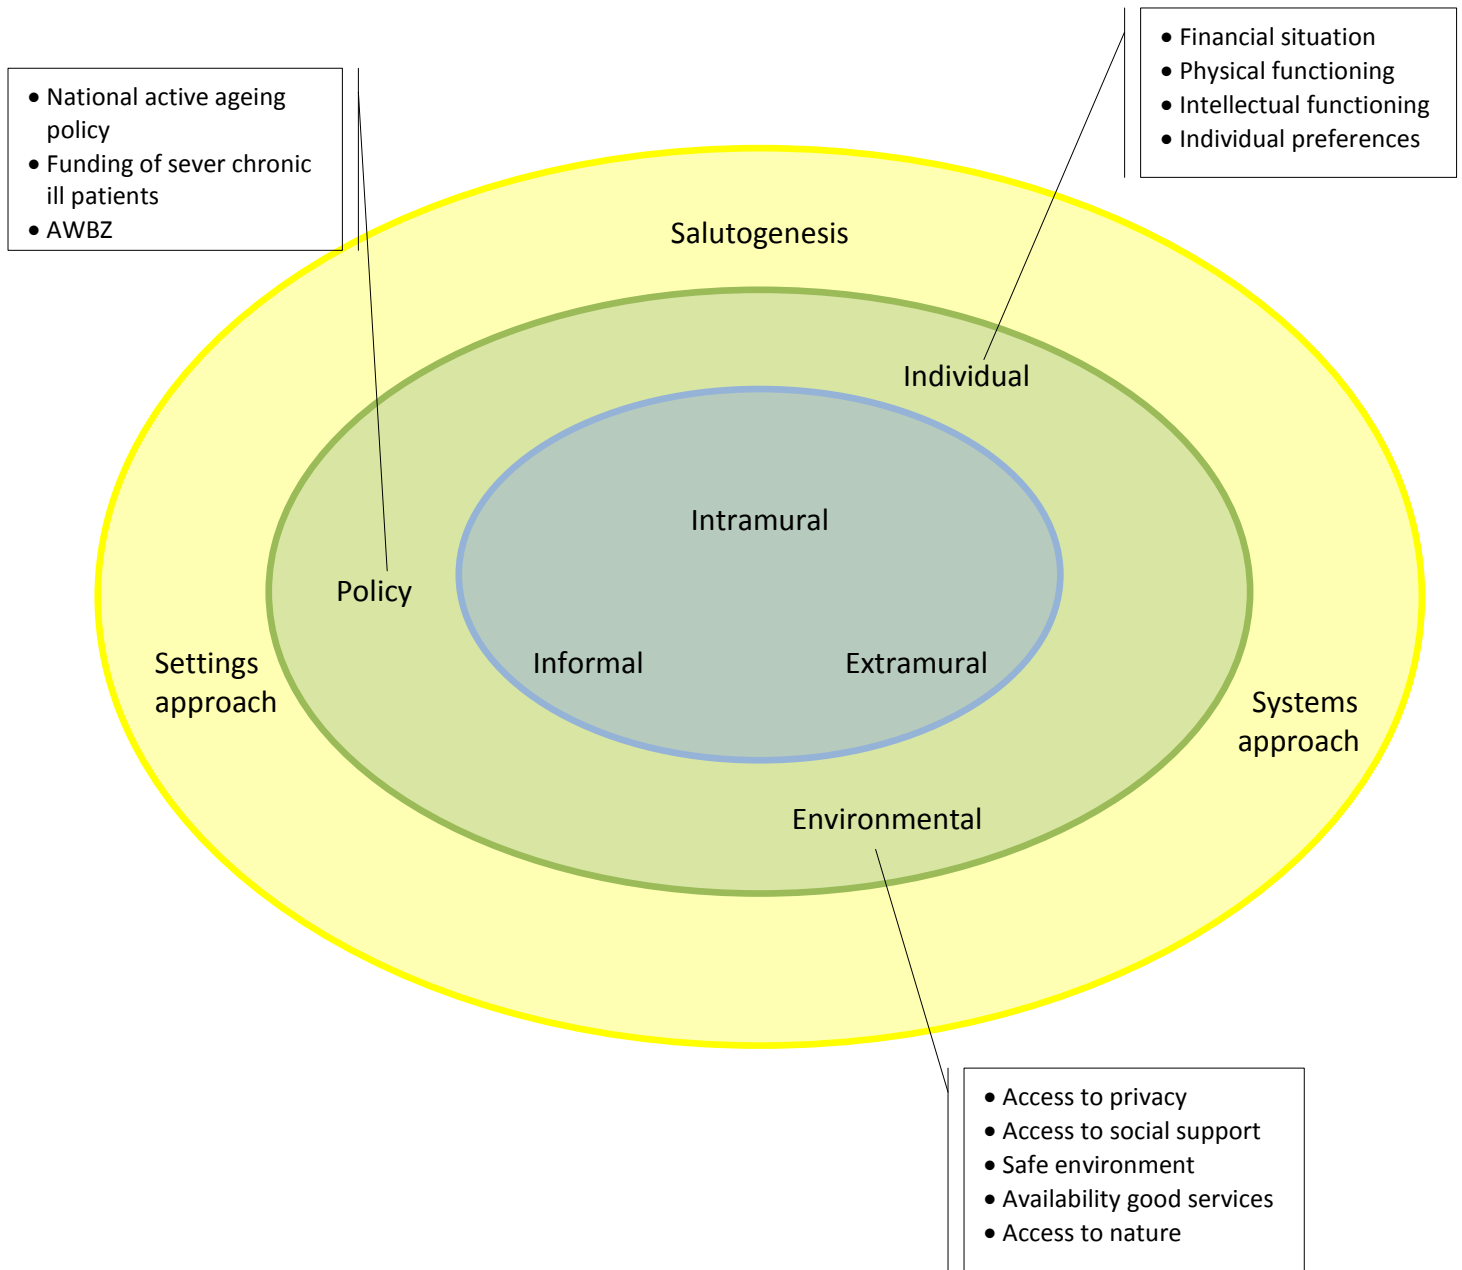 • Financial situation
• Physical functioning
• Intellectual functioning
• Individual preferences
• National active ageing
policy
• Funding of sever chronic
ill patients
• AWBZ
Salutogenesis
Individual
Intramural
Policy
Informal
Extramural
Settings
approach
Systems
approach
Environmental
• Access to privacy
• Access to social support
• Safe environment
• Availability good services
• Access to nature